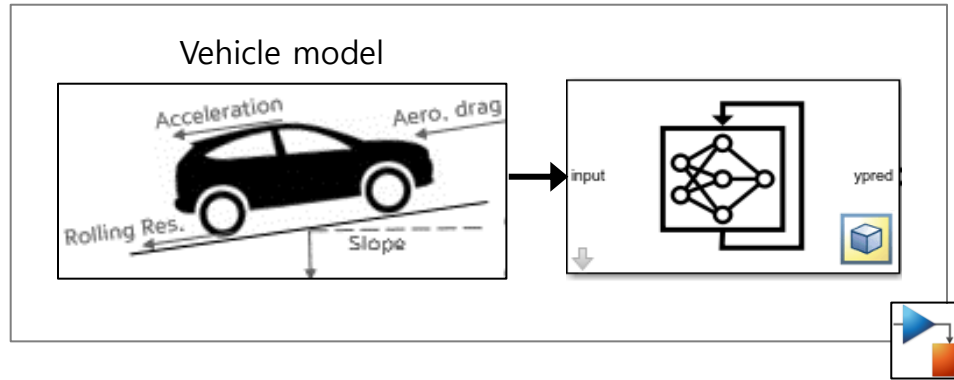 Vehicle model
Acceleration
Aero. drag
Rolling Res.
Slope
input
ypred